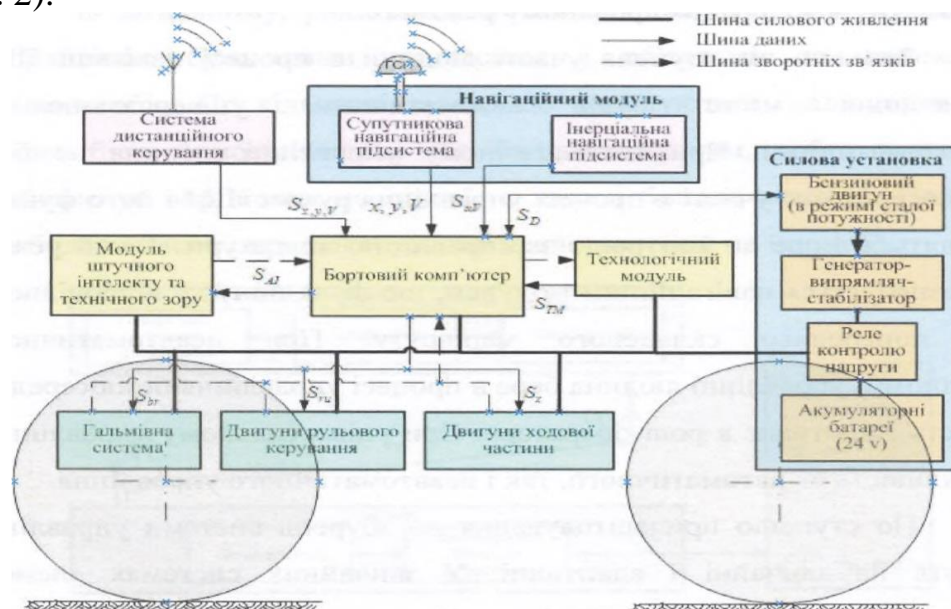 . 2).
Шина силового живлення
Шина даних
Шина зворотніх зв'язків
Система
дистанційного
керування
Навігаційний модуль
Супутникова
навігаційна
підсистема
Інерціальна
навігаційна
підсистема
Силова установка
Бензиновий
двигун
(в режимі сталої
потужності)
Генератор-
випрямляч-
стабілізатор
Реле
контролю
напруги
Акумуляторні
батареї
(24 v)
Модуль
штучного
інтелекту та
технічного зору
S_AI
Бортовий комп'ютер
Технологічний
модуль
S_TM
S_x,y,V
x, y, V
S_aV
S_D
Гальмівна
система'
Двигуни рульового
керування
Двигуни ходової
частини